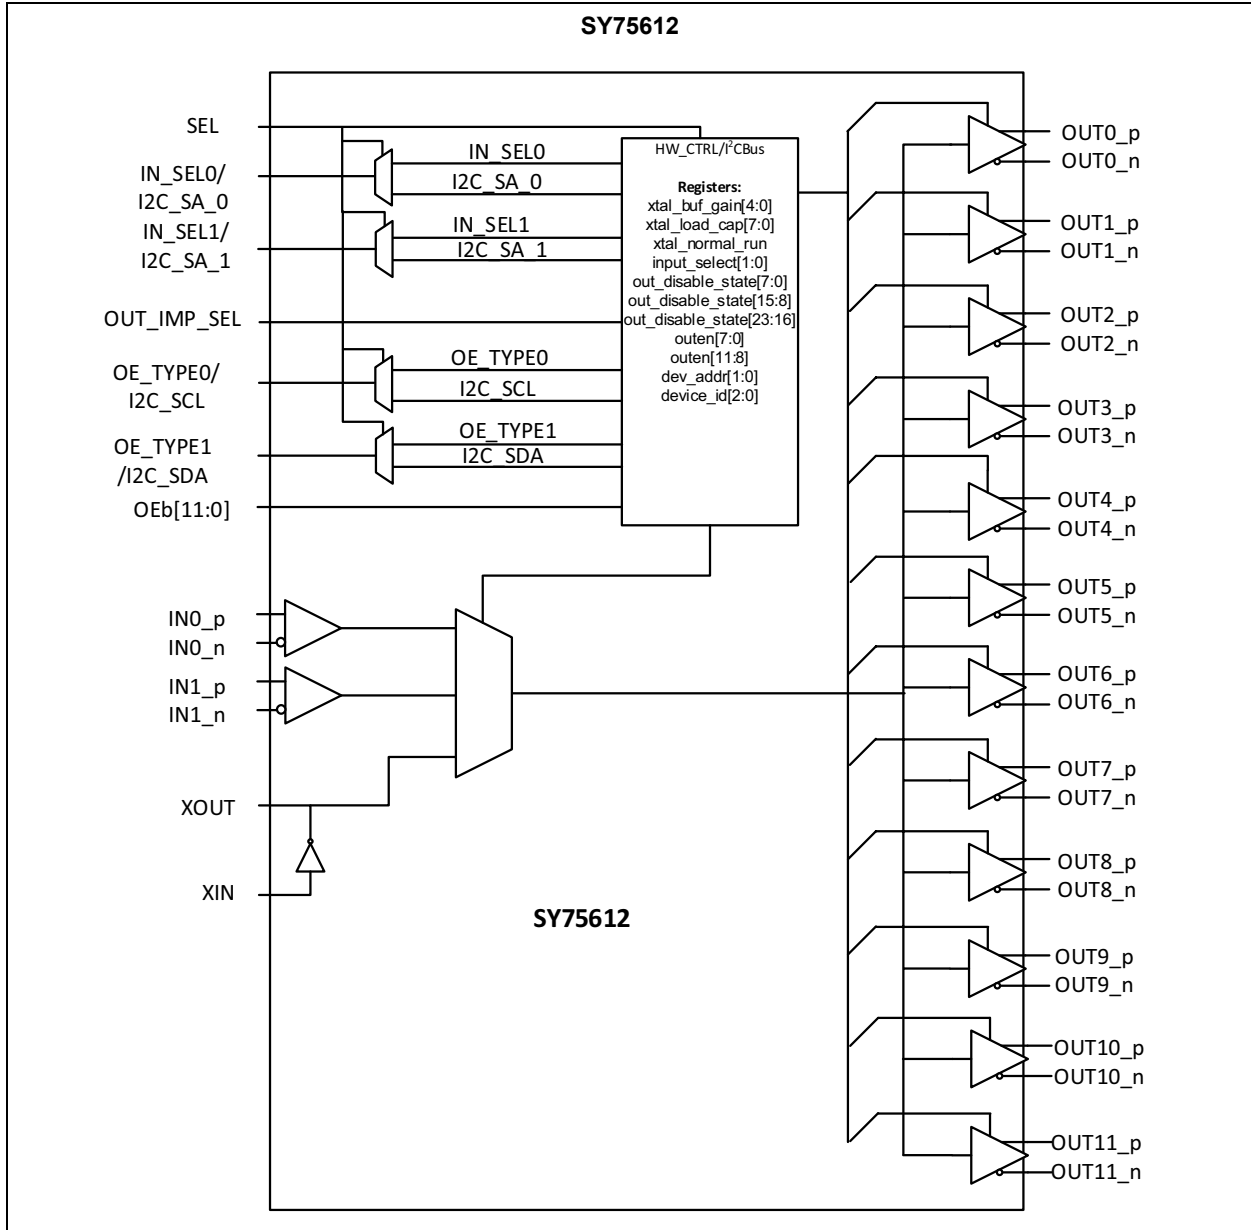 SY75612
SEL
IN_SEL0/
I2C_SA_0
IN_SEL1/
I2C_SA_1
OUT_IMP_SEL
OE_TYPE0/
I2C_SCL
OE_TYPE1
/I2C_SDA
OEb[11:0]
IN0_p
IN0_n
IN1_p
IN1_n
XOUT
XIN
IN_SEL0
I2C_SA_0
IN_SEL1
I2C_SA_1
OE_TYPE0
I2C_SCL
OE_TYPE1
I2C_SDA
HW_CTRL/I²CBus
Registers:
xtal_buf_gain[4:0]
xtal_load_cap[7:0]
xtal_normal_run
input_select[1:0]
out_disable_state[7:0]
out_disable_state[15:8]
out_disable_state[23:16]
outen[7:0]
outen[11:8]
dev_addr[1:0]
device_id[2:0]
SY75612
OUT0_p
OUT0_n
OUT1_p
OUT1_n
OUT2_p
OUT2_n
OUT3_p
OUT3_n
OUT4_p
OUT4_n
OUT5_p
OUT5_n
OUT6_p
OUT6_n
OUT7_p
OUT7_n
OUT8_p
OUT8_n
OUT9_p
OUT9_n
OUT10_p
OUT10_n
OUT11_p
OUT11_n